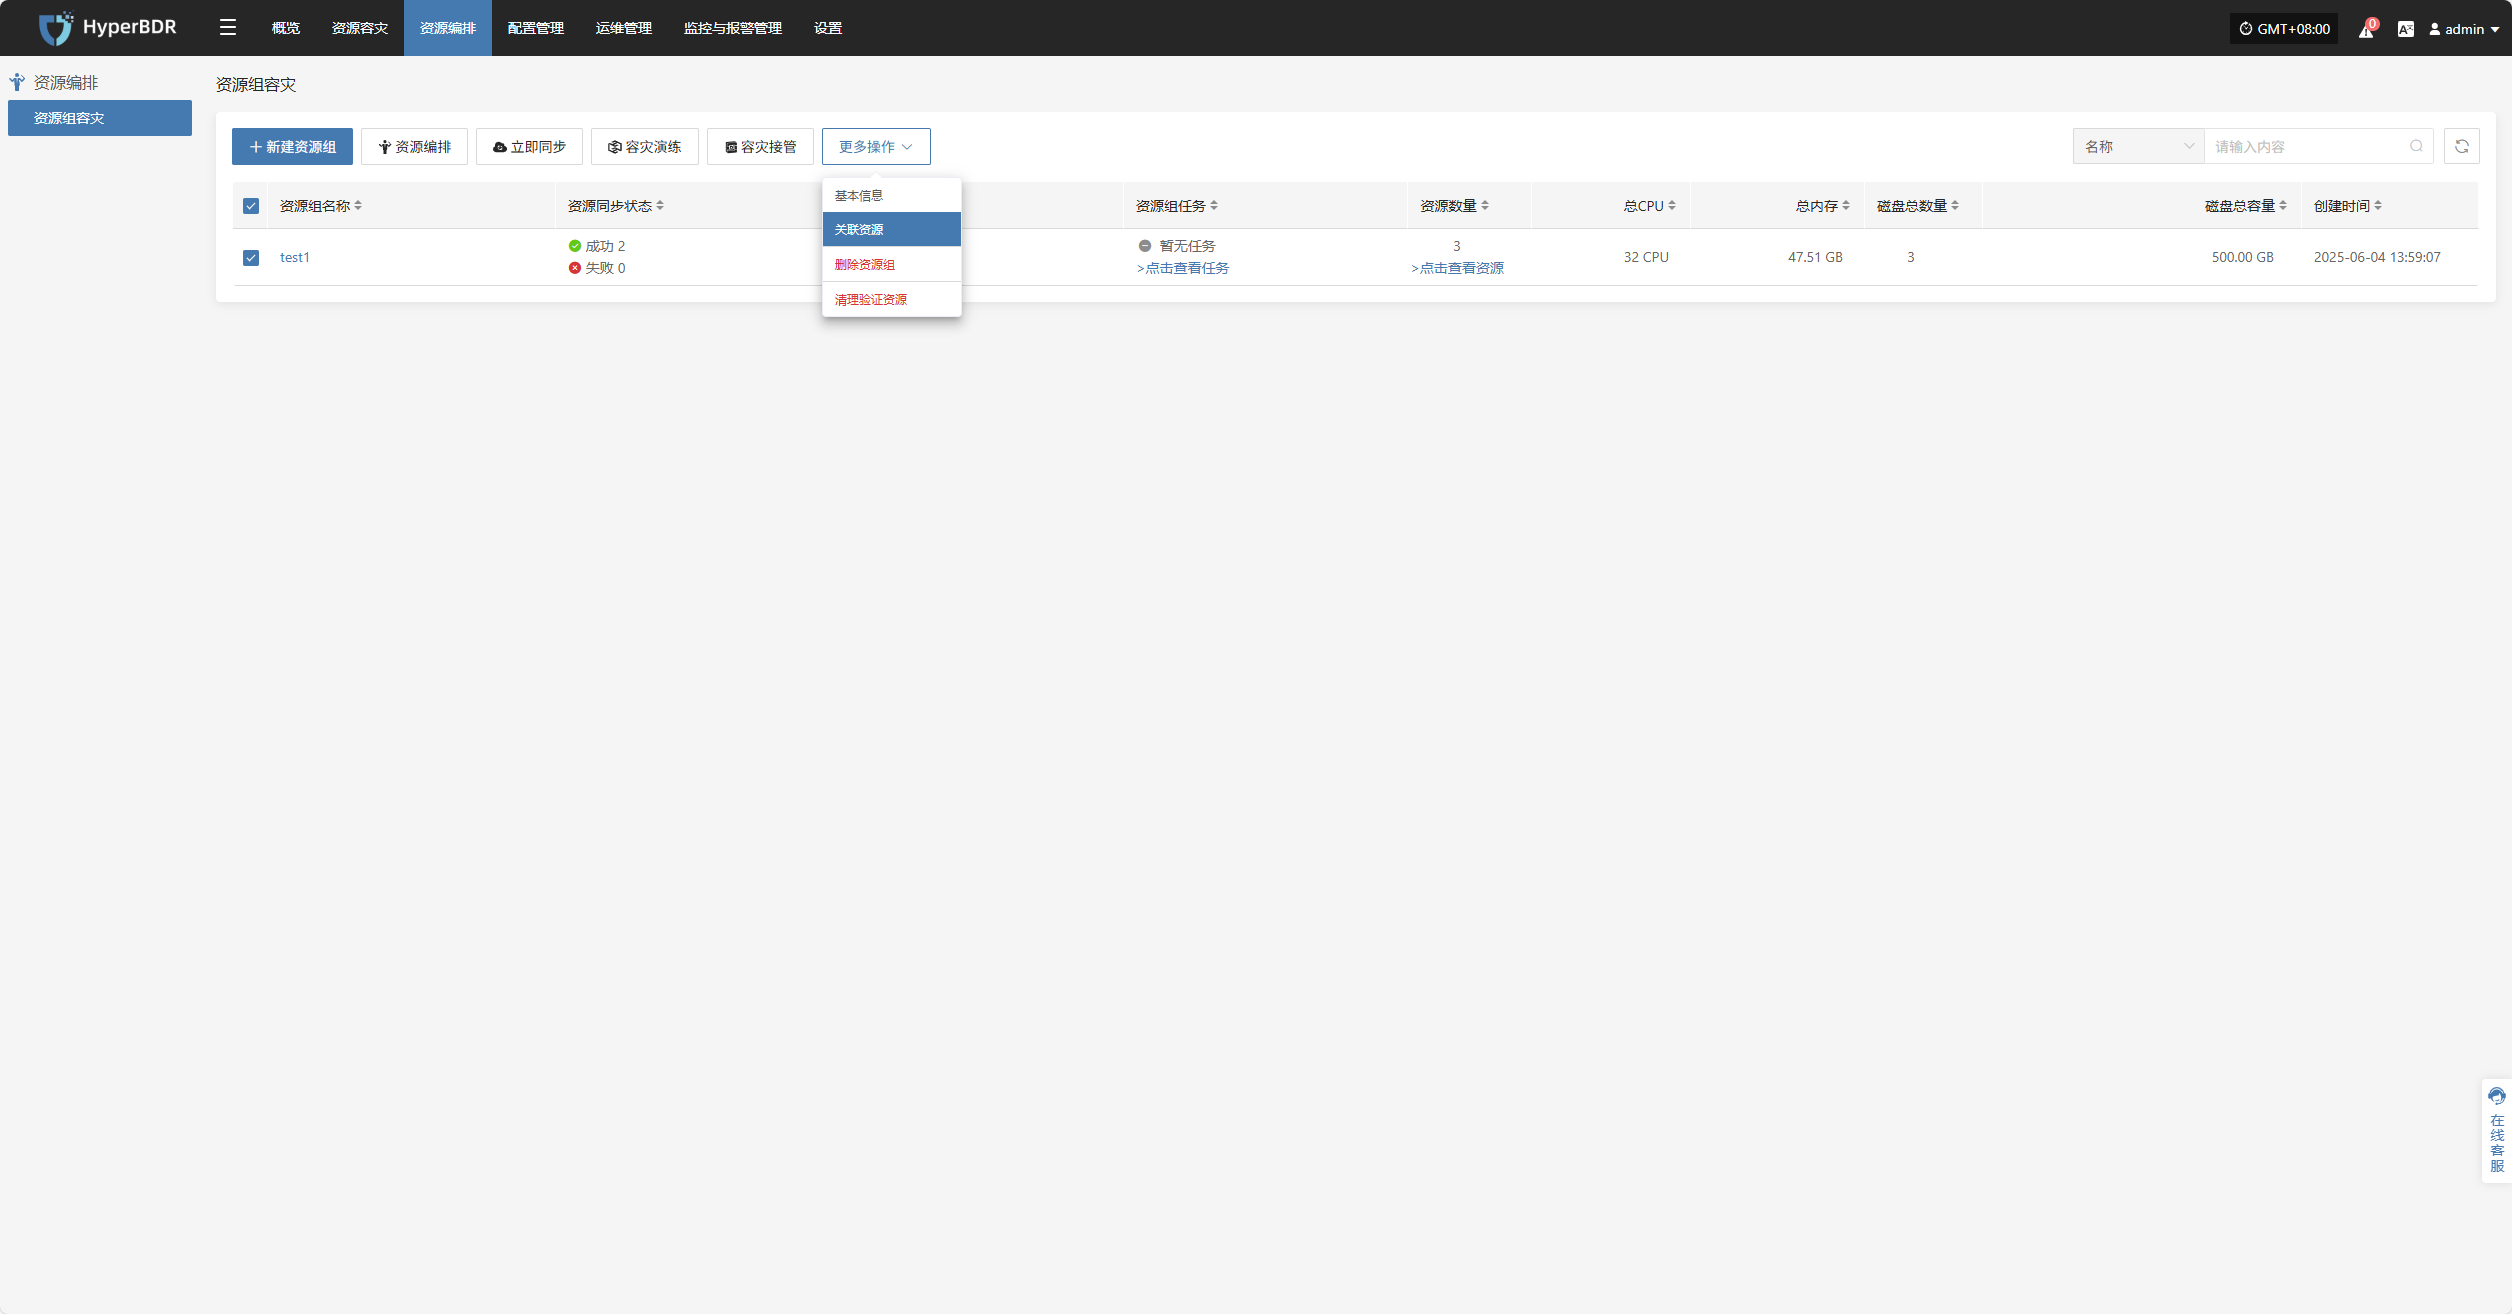 HyperBDR
概览
资源容灾
资源编排
配置管理
运维管理
监控与报警管理
设置
GMT+08:00
0
admin
资源编排
资源组容灾
资源组容灾
新建资源组
资源编排
立即同步
容灾演练
容灾接管
更多操作
名称
请输入内容
基本信息
关联资源
删除资源组
清理验证资源
资源组名称
资源同步状态
资源组任务
资源数量
总CPU
总内存
磁盘总数量
磁盘总容量
创建时间
test1
成功 2
失败 0
暂无任务
>点击查看任务
3
>点击查看资源
32 CPU
47.51 GB
3
500.00 GB
2025-06-04 13:59:07
在线客服